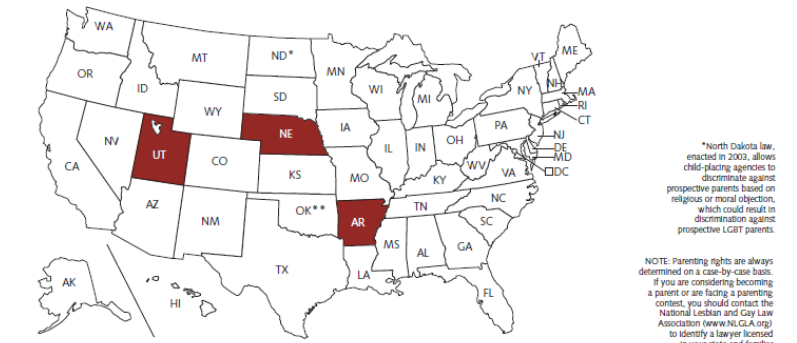 WA
MT
ND*
MN
VT
ME
OR
ID
SD
WI
MI
NY
NH
MA
RI
CT
WY
NV
UT
NE
IA
IL
IN
OH
PA
NJ
DE
MD
DC
CA
CO
KS
MO
KY
WV
VA
AZ
NM
OK**
AR
TN
NC
SC
MS
AL
GA
TX
LA
FL
AK
HI
*North Dakota law,
enacted in 2003, allows
child-placing agencies to
discriminate against
prospective parents based on
religious or moral objection,
which could result in
discrimination against
prospective LGBT parents.
NOTE: Parenting rights are always
determined on a case-by-case basis.
If you are considering becoming
a parent or are facing a parenting
contest, you should contact the
National Lesbian and Gay Law
Association (www.NLGLA.org)
to identify a lawyer licensed